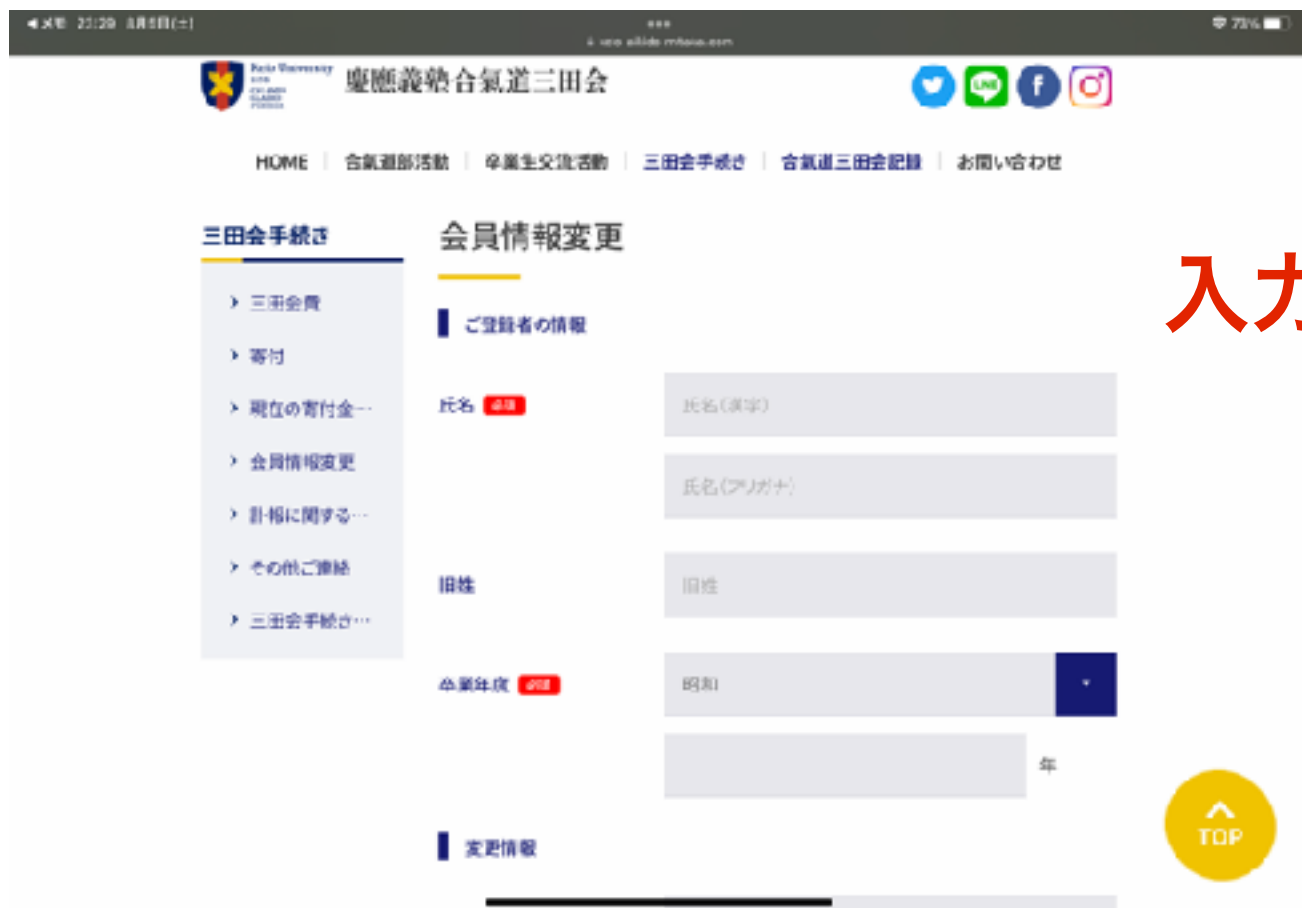 慶應義塾合氣道三田会
HOME 合氣道部活動 卒業生交流活動 三田会手続き 合氣道三田会記録 お問い合わせ
三田会手続き
三田会費
寄付
現在の寄付金…
会員情報変更
訃報に関する…
その他ご連絡
三田会手続き…
会員情報変更
入力
ご登録者の情報
氏名 必須
氏名(漢字)
氏名(フリガナ)
旧姓
旧姓
卒業年度 必須
昭和
年
変更情報
TOP